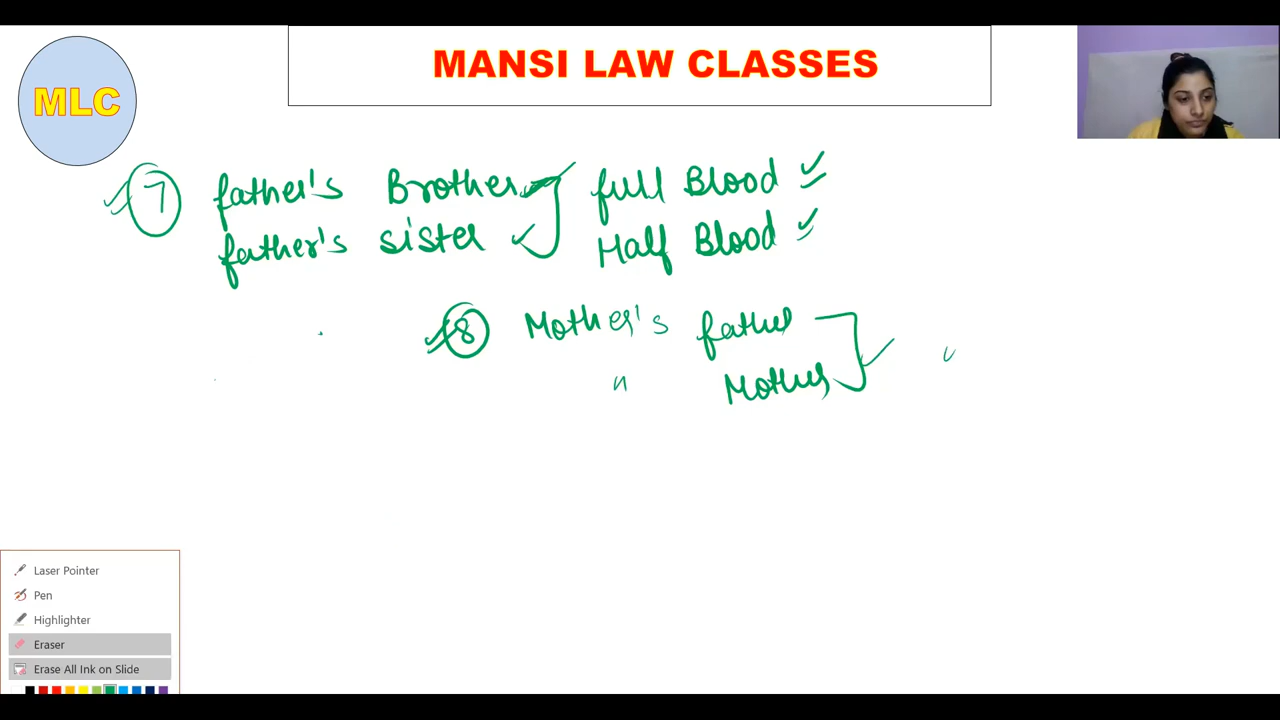 MLC
MANSI LAW CLASSES
7 father's Brother full Blood
father's sister Half Blood
8 Mother's father
" Mother
Laser Pointer
Pen
Highlighter
Eraser
Erase All Ink on Slide